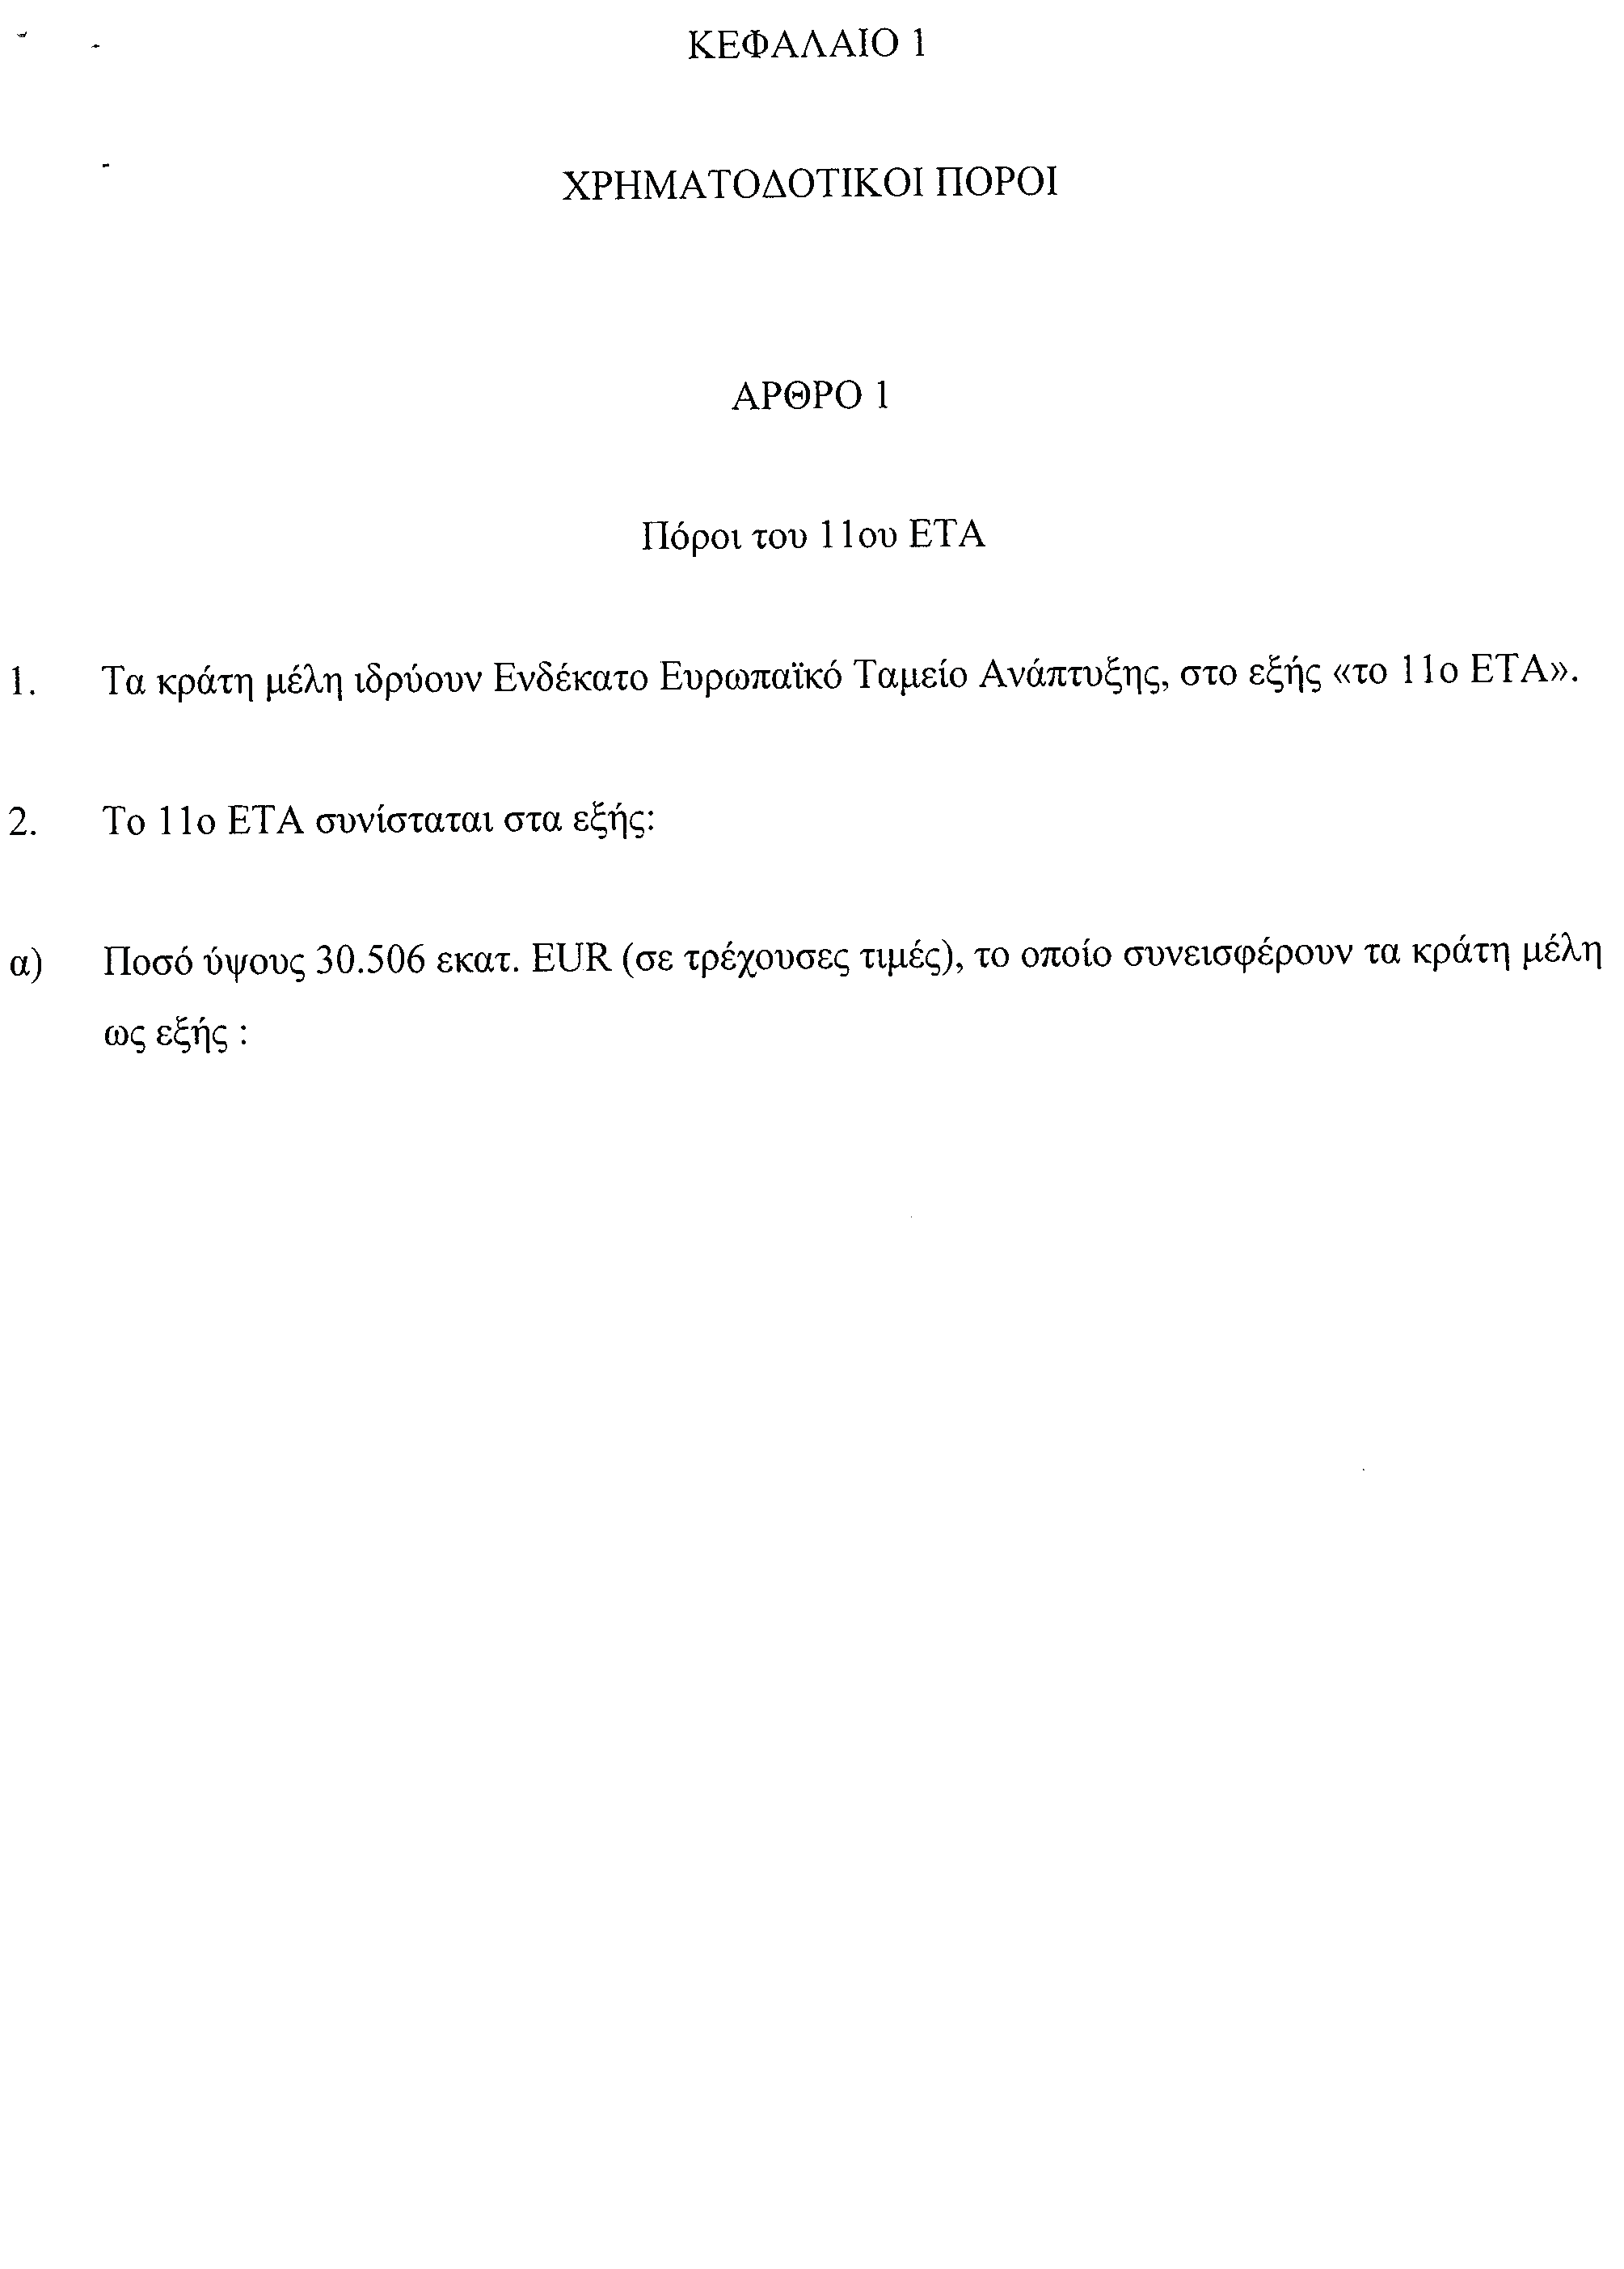 ΚΕΦΑΛΑΙΟ 1
ΧΡΗΜΑΤΟΔΟΤΙΚΟΙ ΠΟΡΟΙ
ΑΡΘΡΟ 1
Πόροι του 11ου ΕΤΑ
1. Τα κράτη μέλη ιδρύουν Ενδέκατο Ευρωπαϊκό Ταμείο Ανάπτυξης, στο εξής «το 11ο ΕΤΑ».
2. Το 11ο ΕΤΑ συνίσταται στα εξής:
α) Ποσό ύψους 30.506 εκατ. EUR (σε τρέχουσες τιμές), το οποίο συνεισφέρουν τα κράτη μέλη
ως εξής :